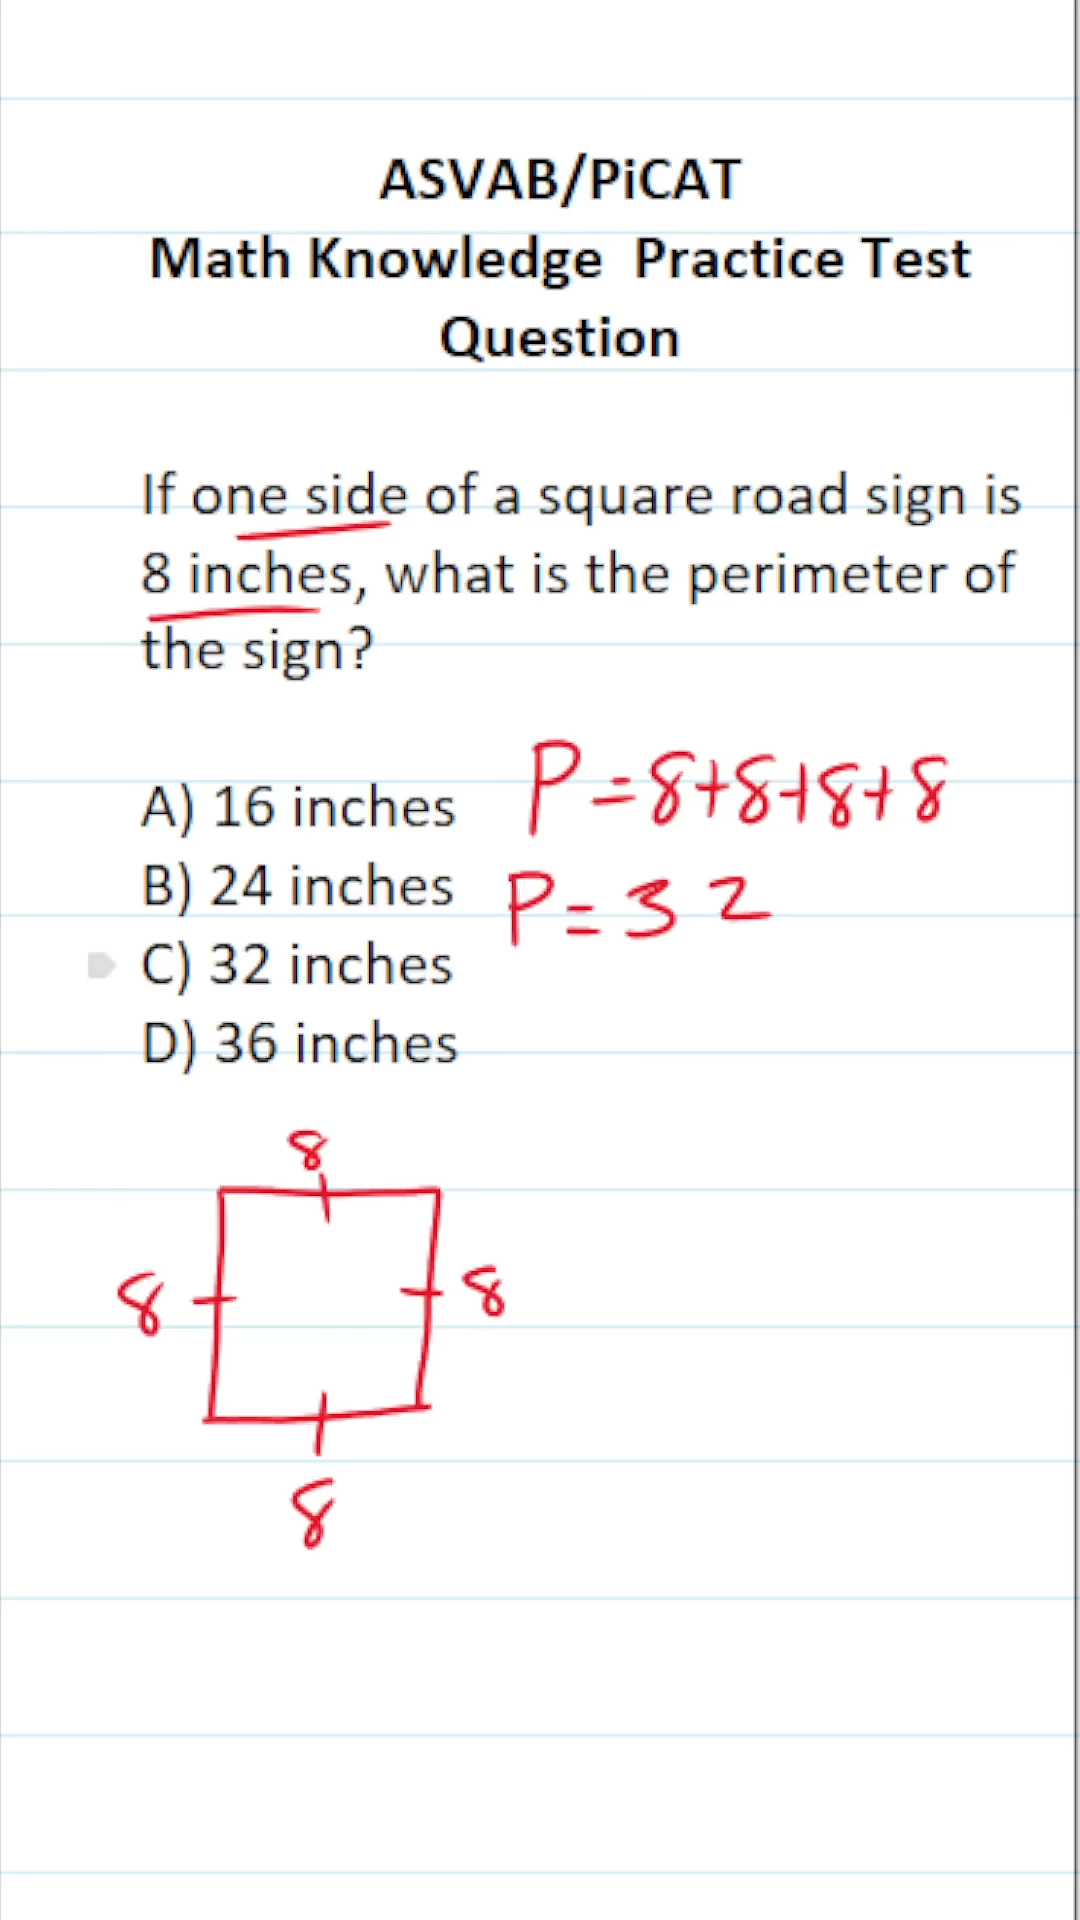 ASVAB/PiCAT
Math Knowledge Practice Test
Question
If one side of a square road sign is
8 inches, what is the perimeter of
the sign?
A) 16 inches
P=8+8+8+8
B) 24 inches
P=32
C) 32 inches
D) 36 inches
8
8
8
8